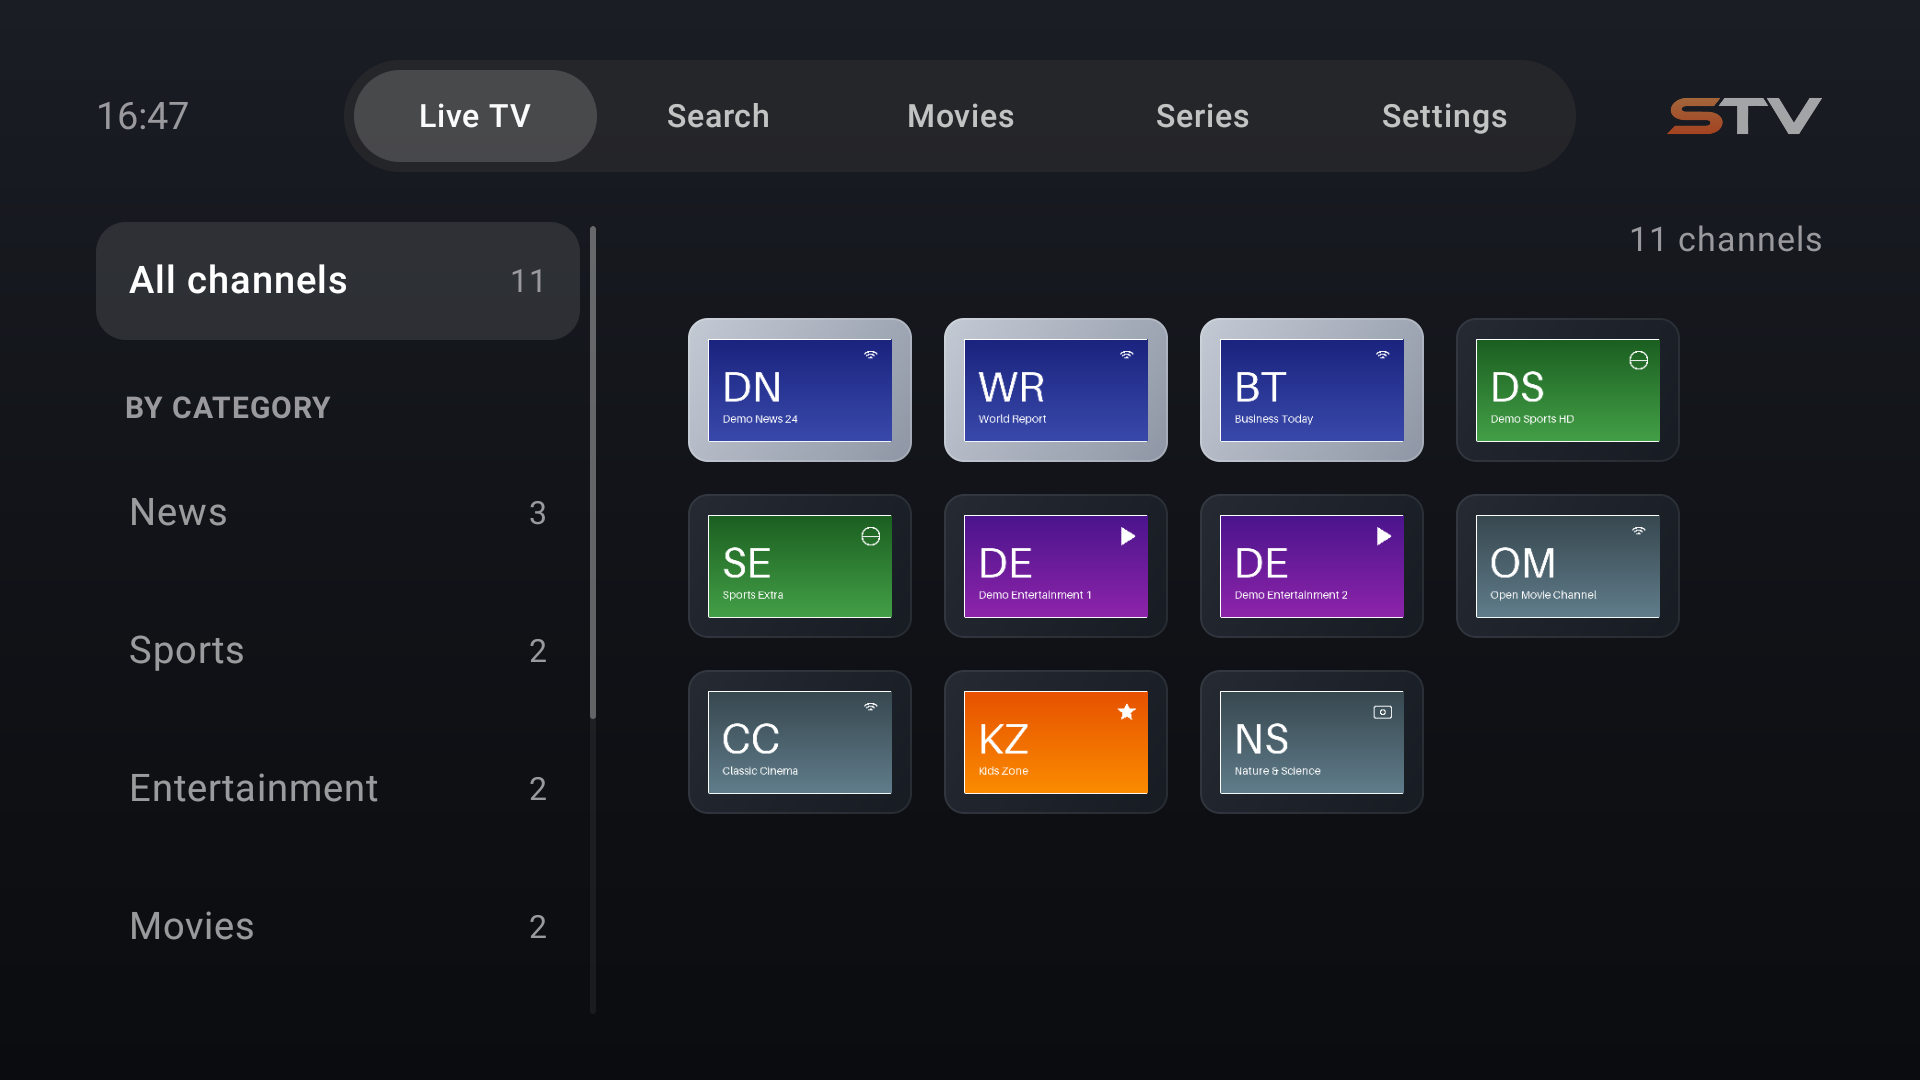 16:47
Live TV
Search
Movies
Series
Settings
STV
11 channels
All channels 11
BY CATEGORY
News 3
Sports 2
Entertainment 2
Movies 2
DN
Demo News 24
WR
World Report
BT
Business Today
DS
Demo Sports HD
SE
Sports Extra
DE
Demo Entertainment 1
DE
Demo Entertainment 2
OM
Open Movie Channel
CC
Classic Cinema
KZ
Kids Zone
NS
Nature & Science